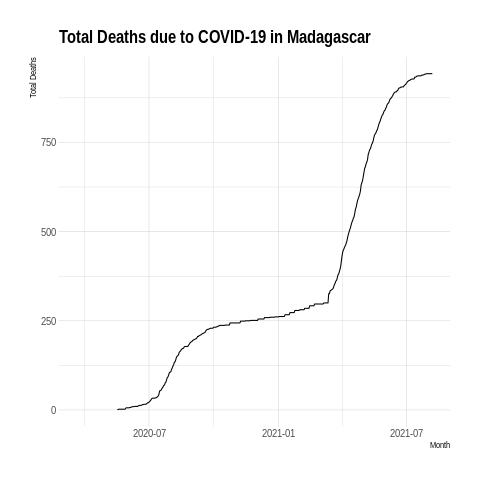 Total Deaths due to COVID-19 in Madagascar
Total Deaths
750
500
250
0
2020-07
2021-01
2021-07
Month